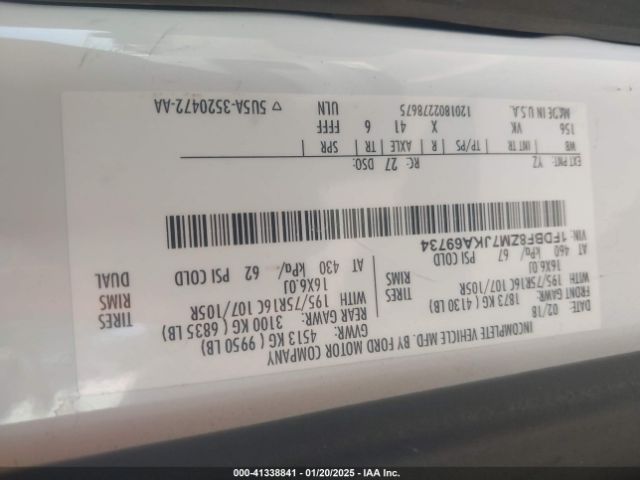 INCOMPLETE VEHICLE MFD. BY FORD MOTOR COMPANY
DATE: 02/18 GVWR: 4513 KG ( 9950 LB)
FRONT GAWR: 1873 KG ( 4130 LB) REAR GAWR: 3100 KG ( 6835 LB)
WITH 195/75R16C 107/105R TIRES WITH 195/75R16C 107/105R TIRES
16X6.0J RIMS 16X6.0J RIMS
AT 460 kPa/ 67 PSI COLD AT 430 kPa/ 62 PSI COLD DUAL
VIN: 1FDBF8ZM7JKA69734
EXT PNT: YZ RC: 27 DSO:
WB INT TR TP/PS R AXLE TR SPR
156 VK X 41 6 FFFF
MADE IN U.S.A. 120180227867S ULN ▽ 5U5A-3520472-AA
00-41338841 / 01/20/2025 - IAA Inc.